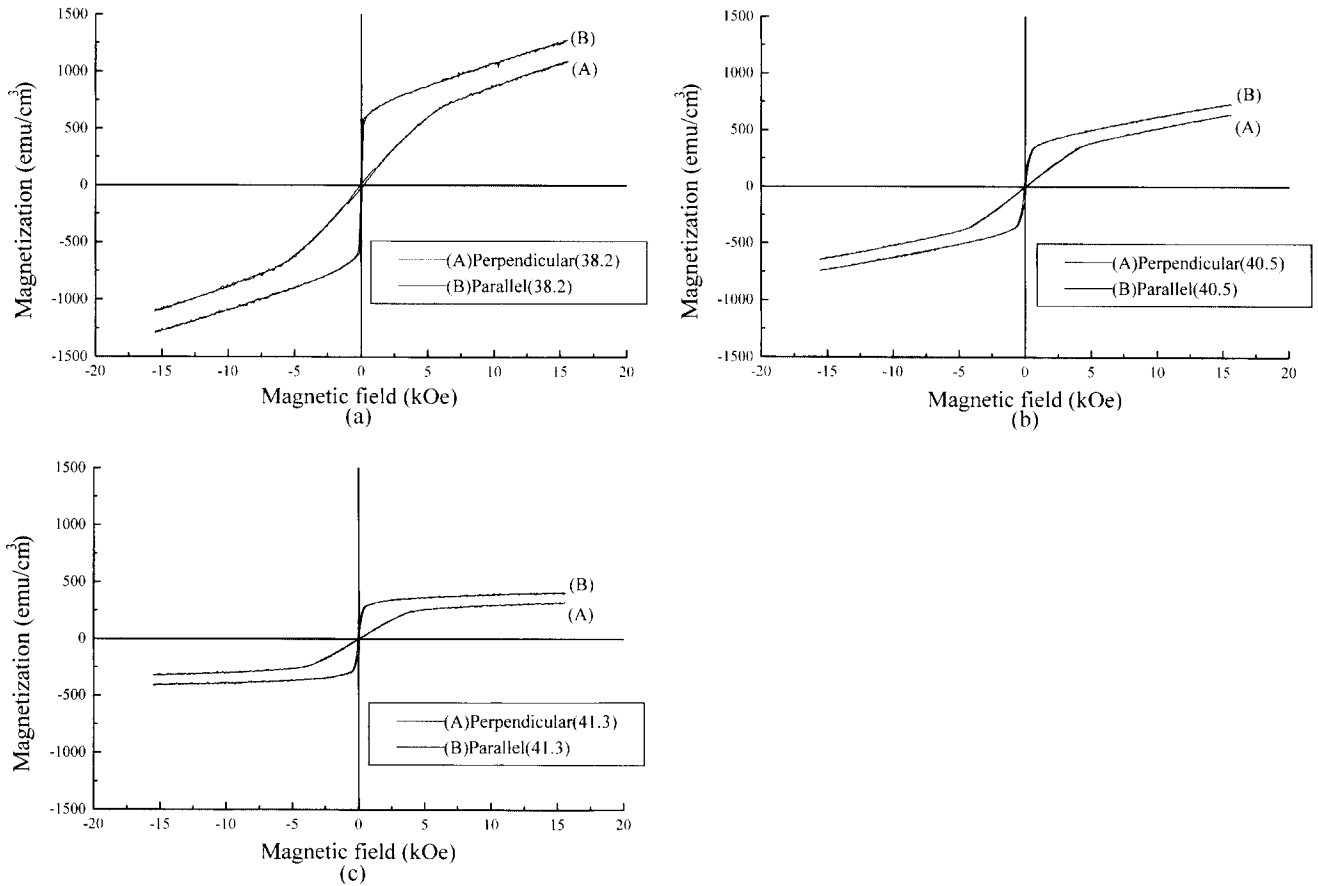 1500
1000
500
0
-500
-1000
-1500
Magnetization (emu/cm³)
(B)
(A)
(A)Perpendicular(38.2)
(B)Parallel(38.2)
-20 -15 -10 -5 0 5 10 15 20
Magnetic field (kOe)
(a)
1500
1000
500
0
-500
-1000
-1500
Magnetization (emu/cm³)
(B)
(A)
(A)Perpendicular(40.5)
(B)Parallel(40.5)
-20 -15 -10 -5 0 5 10 15 20
Magnetic field (kOe)
(b)
1500
1000
500
0
-500
-1000
-1500
Magnetization (emu/cm³)
(B)
(A)
(A)Perpendicular(41.3)
(B)Parallel(41.3)
-20 -15 -10 -5 0 5 10 15 20
Magnetic field (kOe)
(c)